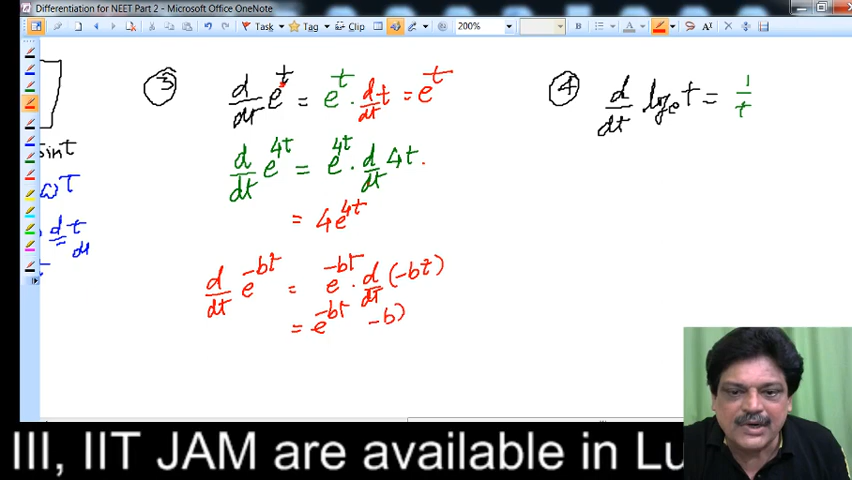 Differentiation for NEET Part 2 - Microsoft Office OneNote
Task Tag Clip 200%
sint
ωt
d t
③ d/dt e^t = e^t · d/dt t = e^t
d/dt e^4t = e^4t · d/dt 4t.
= 4e^4t
d/dt e^-bt = e^-bt · d/dt (-bt)
= e^-bt -b)
④ d/dt log_e t = 1/t
III, IIT JAM are available in Lu